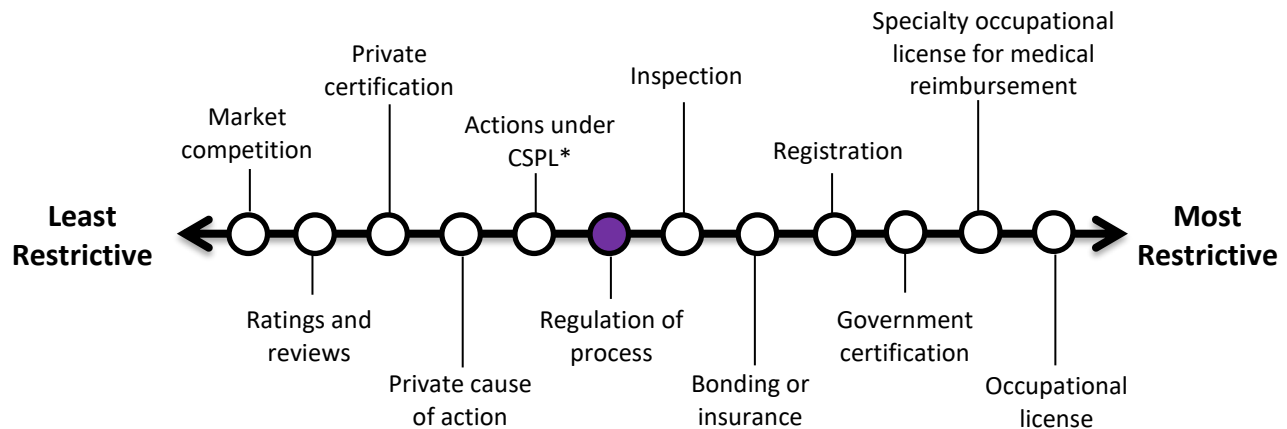 Least
Restrictive
Market
competition
Ratings and
reviews
Private
certification
Private cause
of action
Actions under
CSPL*
Regulation of
process
Inspection
Bonding or
insurance
Registration
Government
certification
Specialty occupational
license for medical
reimbursement
Occupational
license
Most
Restrictive